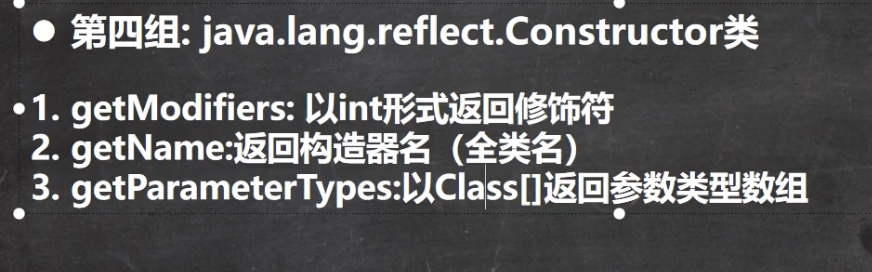 ● 第四组: java.lang.reflect.Constructor类
1. getModifiers: 以int形式返回修饰符
2. getName:返回构造器名（全类名）
3. getParameterTypes:以Class[]返回参数类型数组